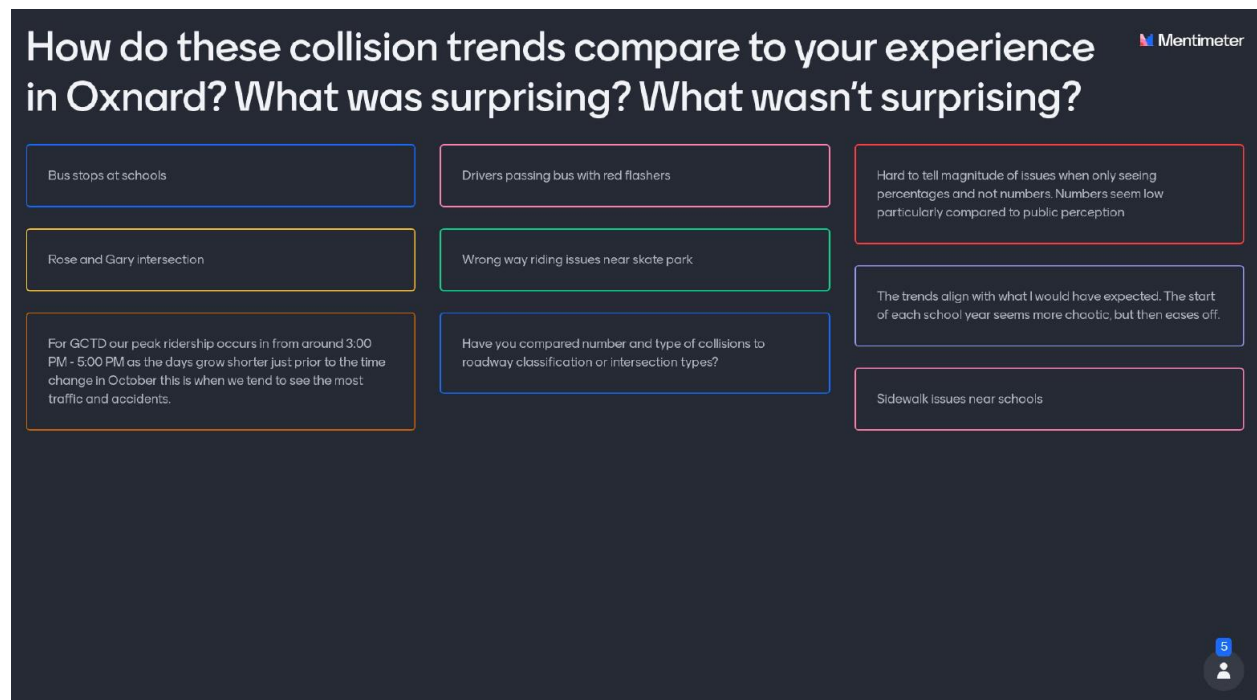 How do these collision trends compare to your experience
in Oxnard? What was surprising? What wasn't surprising?
Mentimeter
Bus stops at schools
Rose and Gary intersection
For GCTD our peak ridership occurs in from around 3:00
PM - 5:00 PM as the days grow shorter just prior to the time
change in October this is when we tend to see the most
traffic and accidents.
Drivers passing bus with red flashers
Wrong way riding issues near skate park
Have you compared number and type of collisions to
roadway classification or intersection types?
Hard to tell magnitude of issues when only seeing
percentages and not numbers. Numbers seem low
particularly compared to public perception
The trends align with what I would have expected. The start
of each school year seems more chaotic, but then eases off.
Sidewalk issues near schools
5